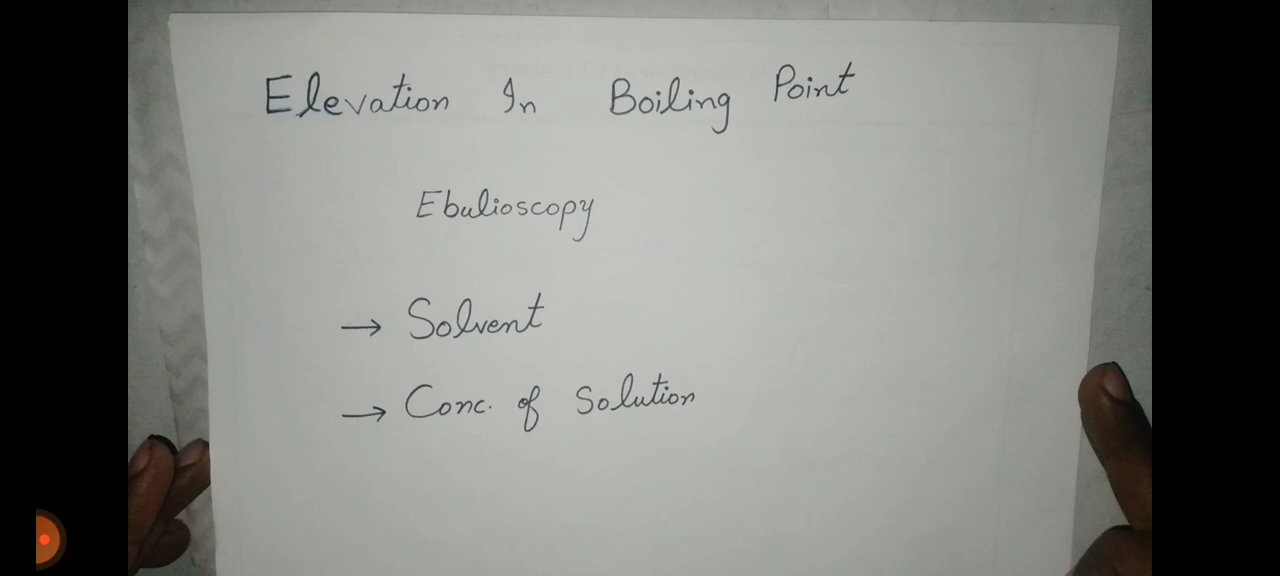 Elevation In Boiling Point
Ebulioscopy
→ Solvent
→ Conc. of Solution